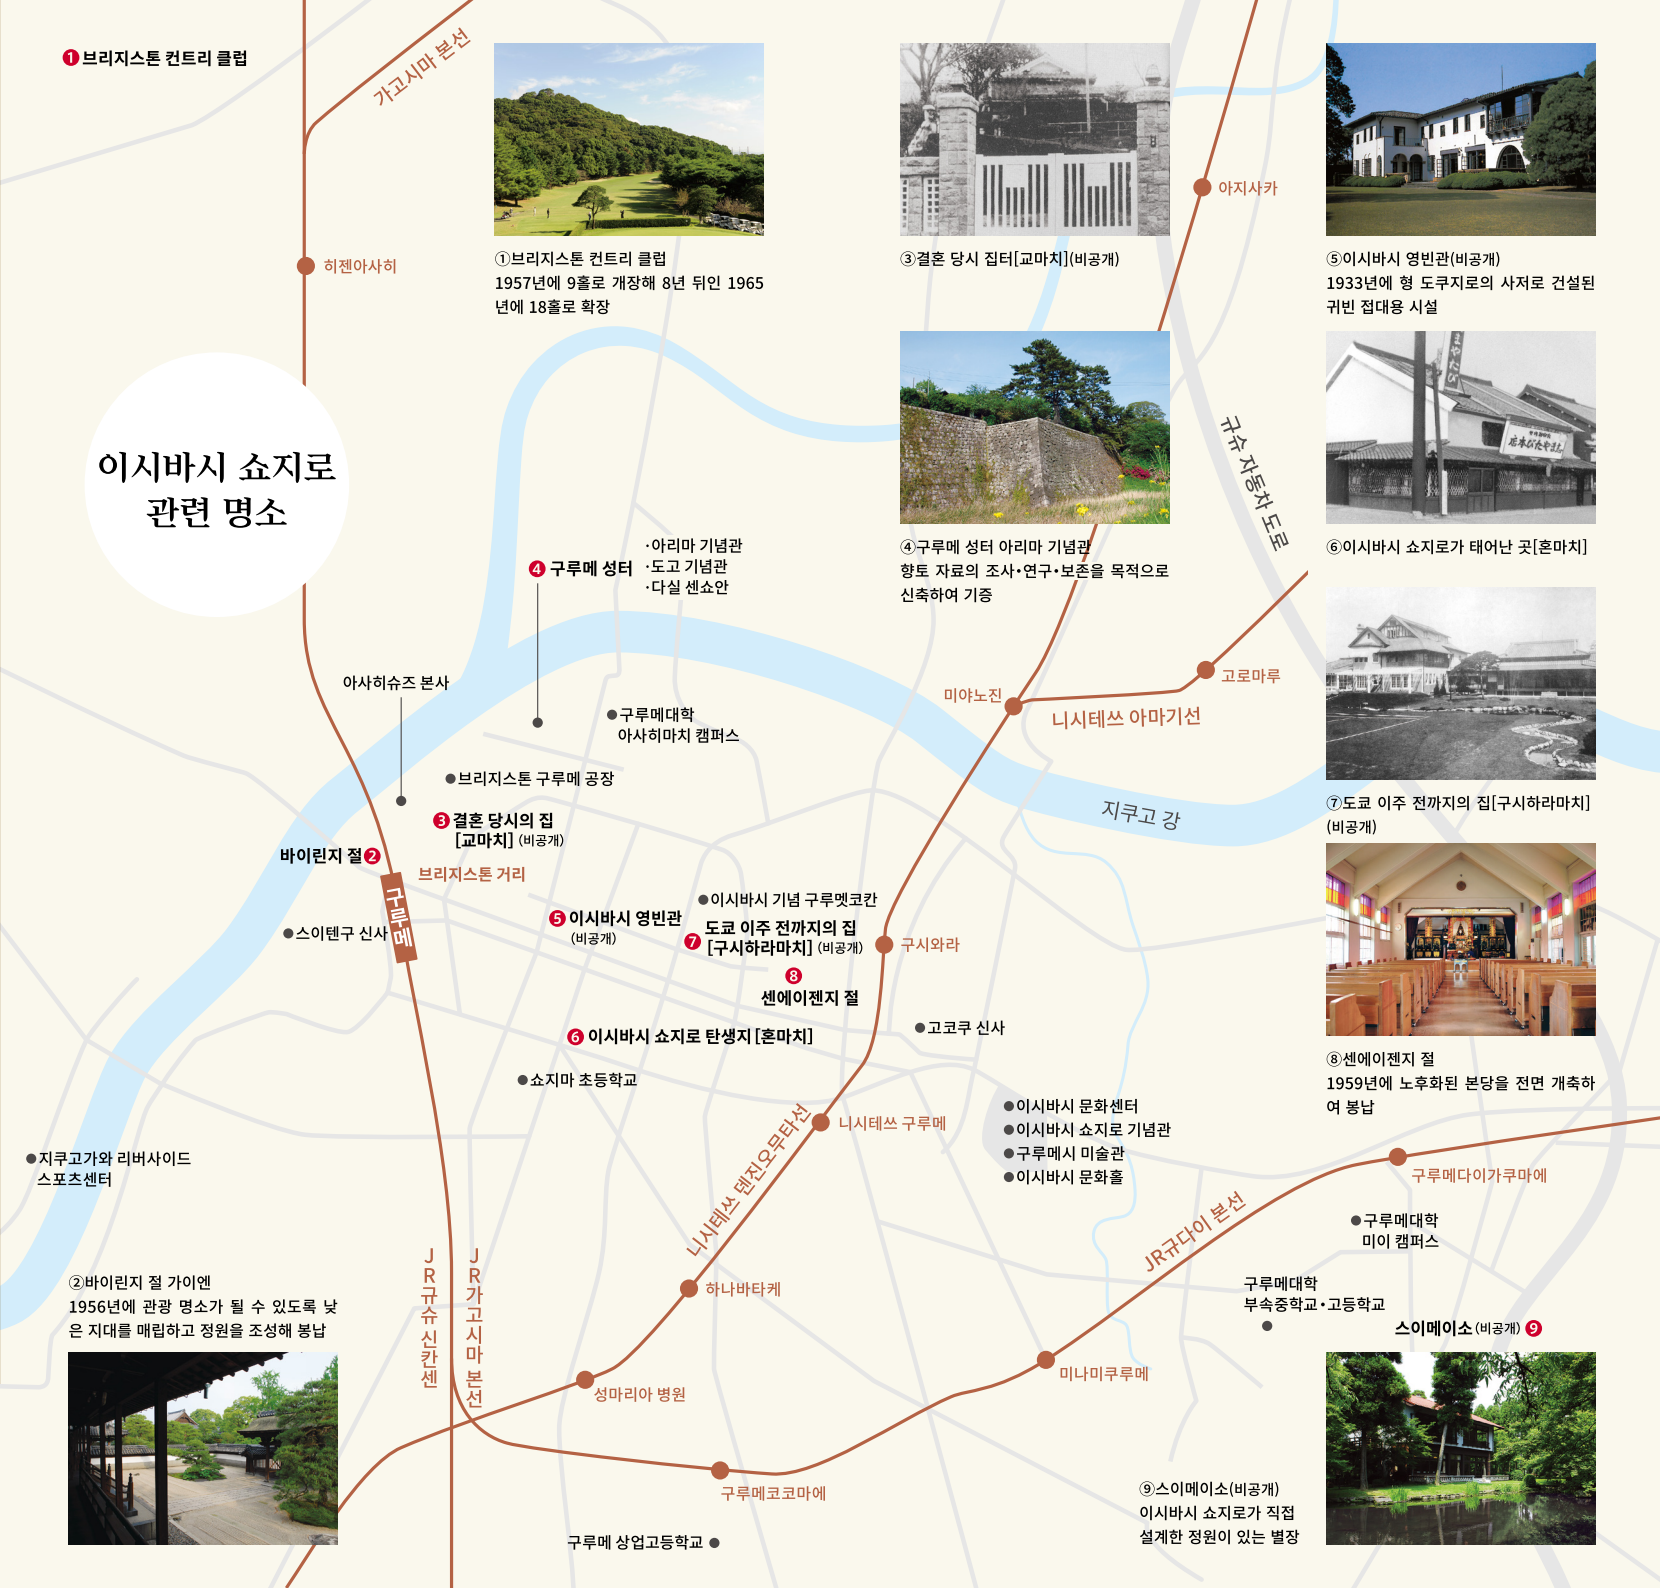 ❶브리지스톤 컨트리 클럽
가고시마 본선
히젠아사히
①브리지스톤 컨트리 클럽
1957년에 9홀로 개장해 8년 뒤인 1965
년에 18홀로 확장
③결혼 당시 집터[교마치](비공개)
아지사카
⑤이시바시 영빈관(비공개)
1933년에 형 도쿠지로의 사저로 건설된
귀빈 접대용 시설
이시바시 쇼지로
관련 명소
④구루메 성터 아리마 기념관
향토 자료의 조사•연구•보존을 목적으로
신축하여 기증
규슈 자동차 도로
⑥이시바시 쇼지로가 태어난 곳[혼마치]
❹구루메 성터
·아리마 기념관
·도고 기념관
·다실 센쇼안
아사히슈즈 본사
●구루메대학
아사히마치 캠퍼스
미야노진
고로마루
니시테쓰 아마기선
●브리지스톤 구루메 공장
지쿠고 강
⑦도쿄 이주 전까지의 집[구시하라마치]
(비공개)
❸결혼 당시의 집
[교마치] (비공개)
바이린지 절❷
브리지스톤 거리
구루메
●스이텐구 신사
●이시바시 기념 구루멧코칸
❺이시바시 영빈관
(비공개)
❼도쿄 이주 전까지의 집
[구시하라마치] (비공개)
구시와라
❽
센에이젠지 절
❻이시바시 쇼지로 탄생지[혼마치]
●고코쿠 신사
⑧센에이젠지 절
1959년에 노후화된 본당을 전면 개축하
여 봉납
●쇼지마 초등학교
니시테쓰 덴진오무타선
니시테쓰 구루메
●이시바시 문화센터
●이시바시 쇼지로 기념관
●구루메시 미술관
●이시바시 문화홀
●지쿠고가와 리버사이드
스포츠센터
구루메다이가쿠마에
●구루메대학
미이 캠퍼스
JR규다이 본선
JR규슈 신칸센
JR가고시마 본선
하나바타케
②바이린지 절 가이엔
1956년에 관광 명소가 될 수 있도록 낮
은 지대를 매립하고 정원을 조성해 봉납
구루메대학
부속중학교•고등학교
●
스이메이소(비공개) ❾
성마리아 병원
미나미쿠루메
구루메코코마에
⑨스이메이소(비공개)
이시바시 쇼지로가 직접
설계한 정원이 있는 별장
구루메 상업고등학교 ●